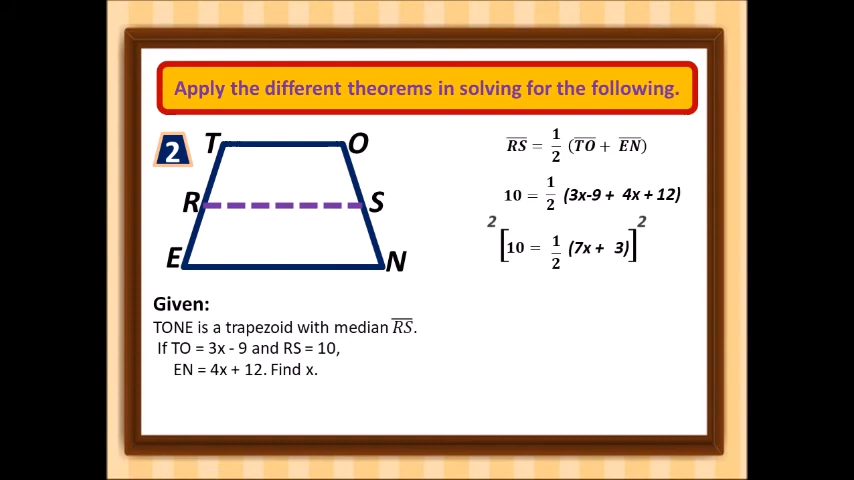 Apply the different theorems in solving for the following.
2
T O
R S
E N
Given:
TONE is a trapezoid with median RS.
If TO = 3x - 9 and RS = 10,
EN = 4x + 12. Find x.
RS = 1/2 (TO + EN)
10 = 1/2 (3x-9 + 4x + 12)
2 [10 = 1/2 (7x + 3)] 2